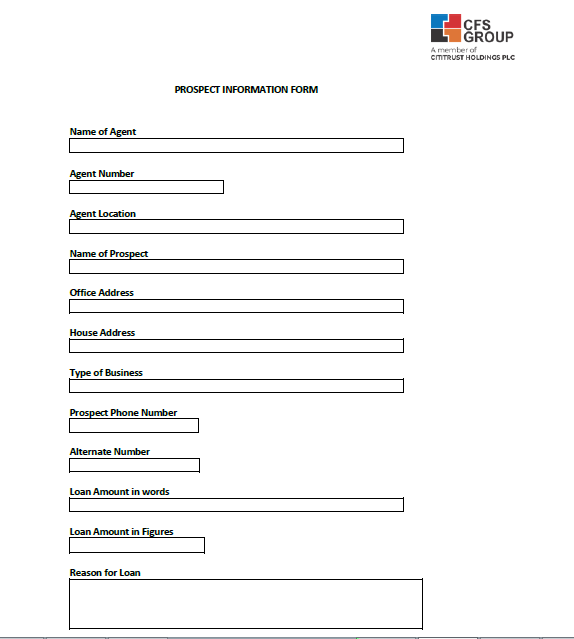 CFS
GROUP
A member of
CITITRUST HOLDINGS PLC
PROSPECT INFORMATION FORM
Name of Agent
Agent Number
Agent Location
Name of Prospect
Office Address
House Address
Type of Business
Prospect Phone Number
Alternate Number
Loan Amount in words
Loan Amount in Figures
Reason for Loan